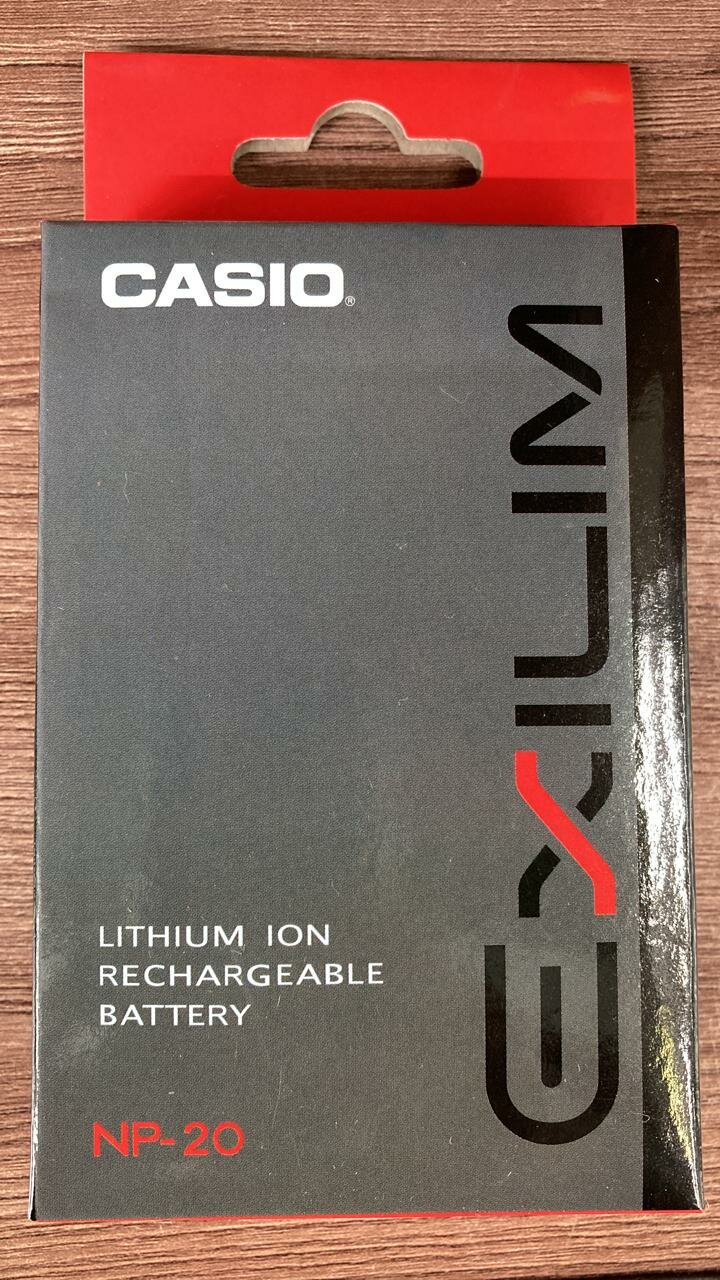 CASIO®
EXILIM
LITHIUM ION
RECHARGEABLE
BATTERY
NP-20